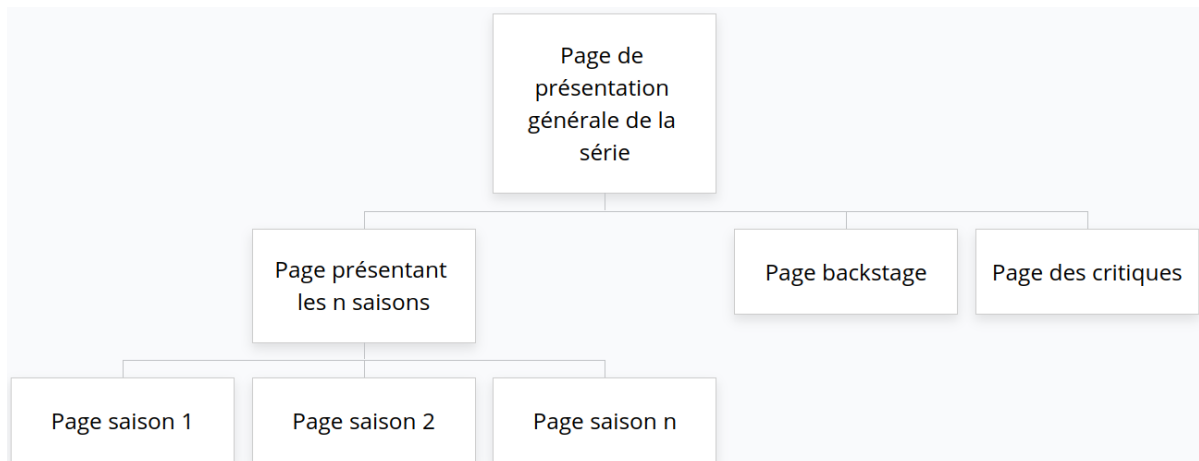 Page de
présentation
générale de la
série
Page présentant
les n saisons
Page backstage
Page des critiques
Page saison 1
Page saison 2
Page saison n